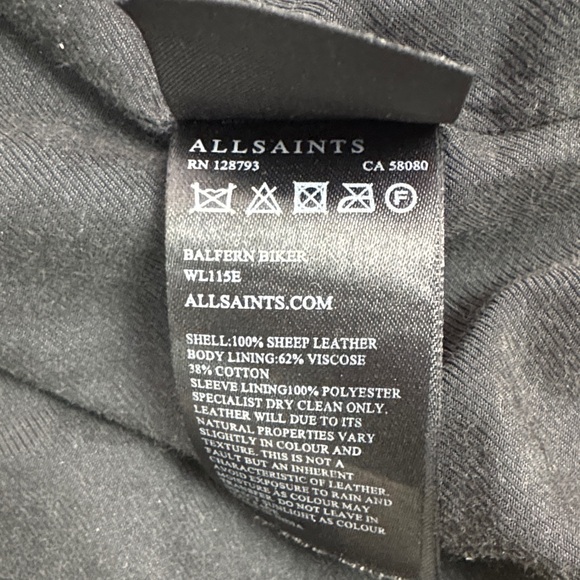 ALLSAINTS
RN 128793 CA 58080
F
BALFERN BIKER
WL115E
ALLSAINTS.COM
SHELL:100% SHEEP LEATHER
BODY LINING:62% VISCOSE
38% COTTON
SLEEVE LINING100% POLYESTER
SPECIALIST DRY CLEAN ONLY.
LEATHER WILL DUE TO ITS
NATURAL PROPERTIES VARY
SLIGHTLY IN COLOUR AND
TEXTURE. THIS IS NOT A
FAULT BUT AN INHERENT
CHARACTERISTIC OF LEATHER.
AVOID EXPOSURE TO RAIN AND
MOISTURE AS COLOUR MAY
DO NOT LEAVE IN
SUNLIGHT, AS COLOUR